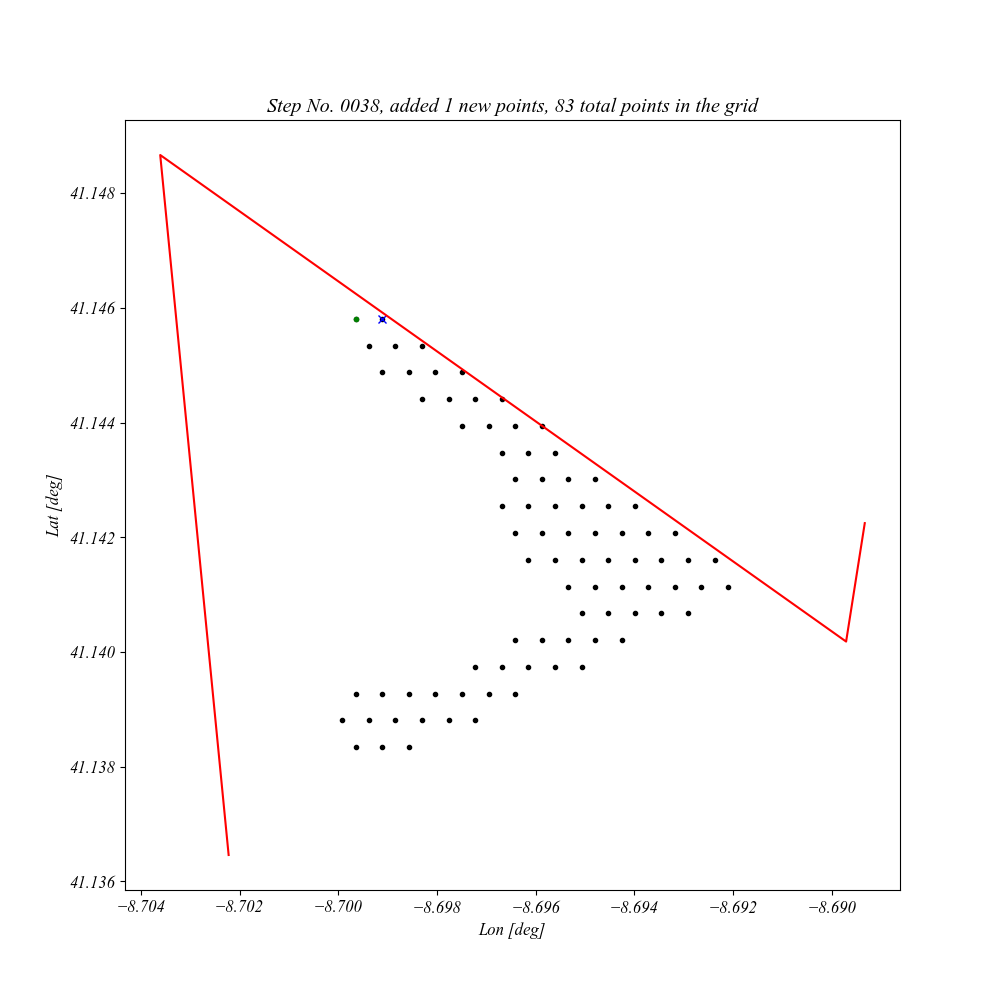 Step No. 0038, added 1 new points, 83 total points in the grid
41.148
41.146
41.144
41.142
41.140
41.138
41.136
Lat [deg]
−8.704 −8.702 −8.700 −8.698 −8.696 −8.694 −8.692 −8.690
Lon [deg]